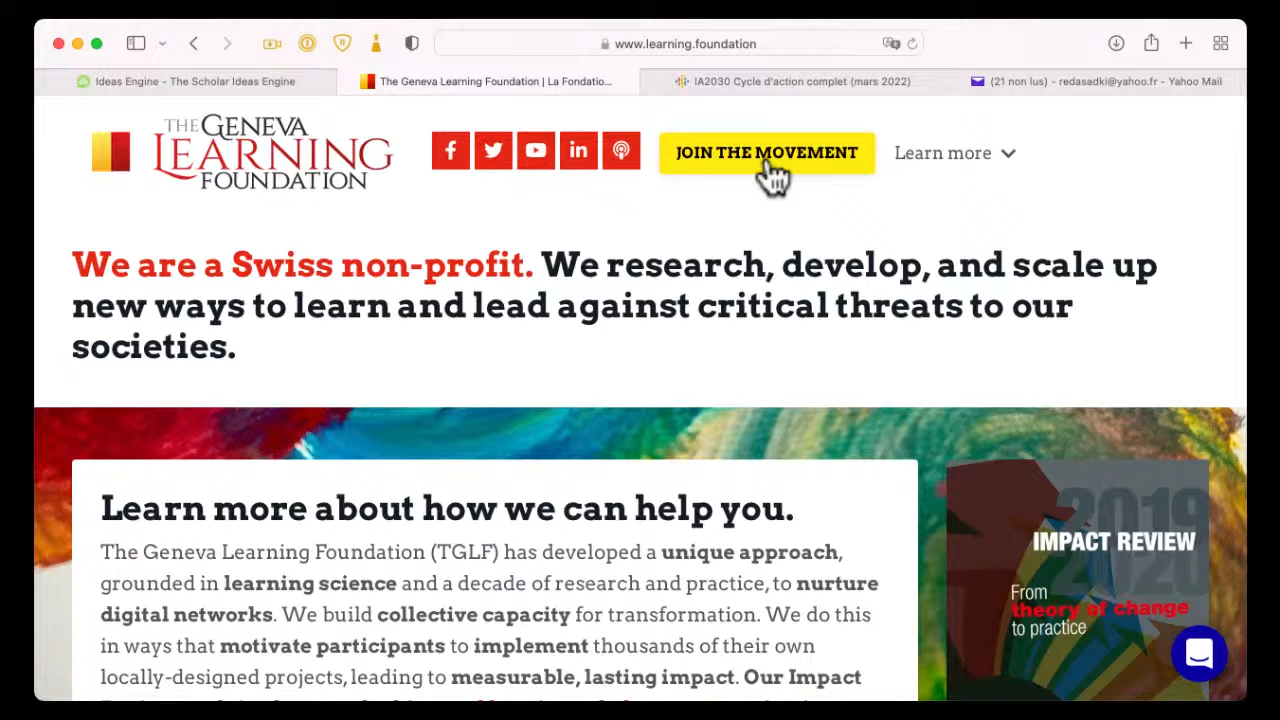 www.learning.foundation
Ideas Engine - The Scholar Ideas Engine
The Geneva Learning Foundation | La Fondatio...
IA2030 Cycle d'action complet (mars 2022)
(21 non lus) - redasadki@yahoo.fr - Yahoo Mail
THE GENEVA
LEARNING
FOUNDATION
JOIN THE MOVEMENT
Learn more
We are a Swiss non-profit. We research, develop, and scale up
new ways to learn and lead against critical threats to our
societies.
Learn more about how we can help you.
The Geneva Learning Foundation (TGLF) has developed a unique approach,
grounded in learning science and a decade of research and practice, to nurture
digital networks. We build collective capacity for transformation. We do this
in ways that motivate participants to implement thousands of their own
locally-designed projects, leading to measurable, lasting impact. Our Impact
2019
IMPACT REVIEW
2020
From
theory of change
to practice